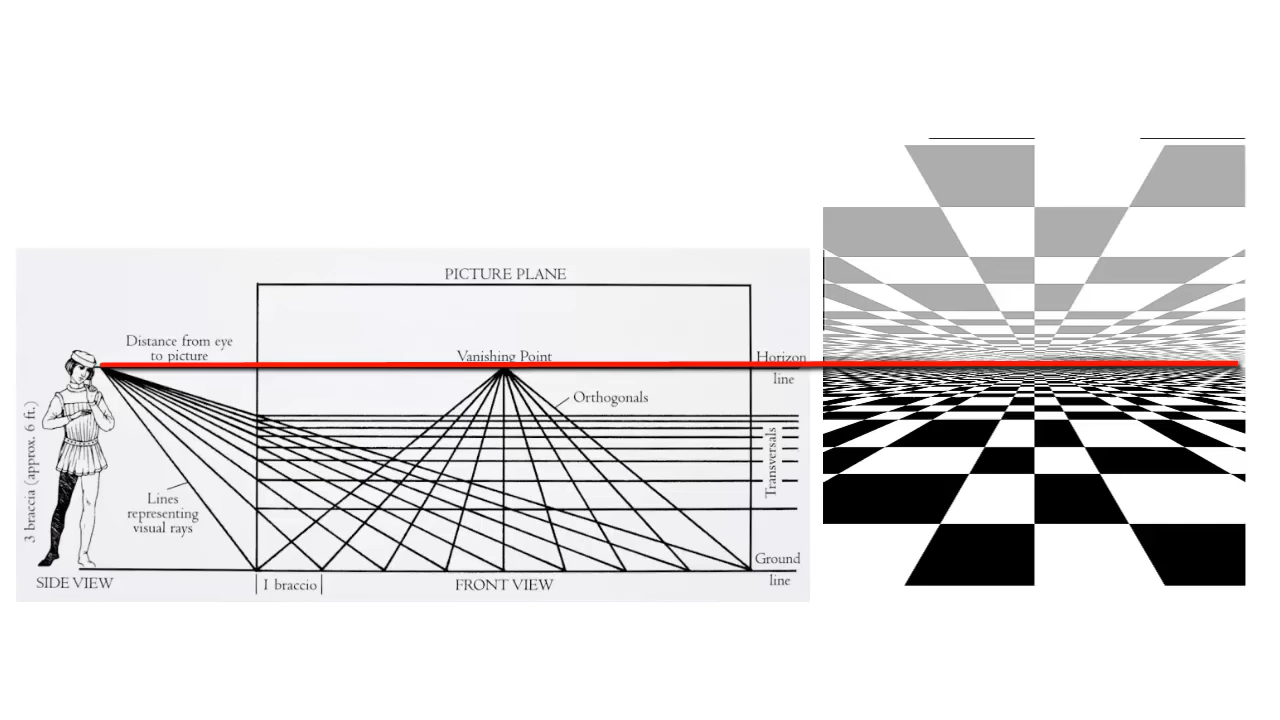 PICTURE PLANE
Distance from eye
to picture
Vanishing Point
Horizon
line
Orthogonals
3 braccia (approx. 6 ft.)
Transversals
Lines
representing
visual rays
Ground
line
SIDE VIEW
I braccio
FRONT VIEW